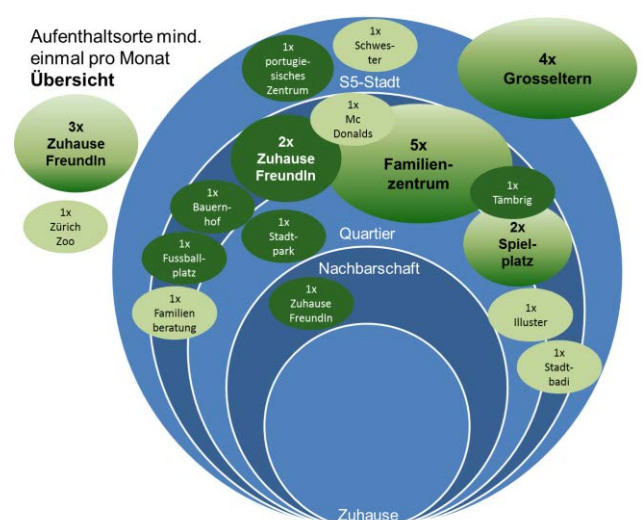 Aufenthaltsorte mind.
einmal pro Monat
Übersicht
3x
Zuhause
FreundIn
1x
Zürich
Zoo
1x
portugie-
sisches
Zentrum
1x
Schwes-
ter
S5-Stadt
4x
Grosseltern
1x
Mc
Donalds
2x
Zuhause
FreundIn
5x
Familien-
zentrum
1x
Bauern-
hof
1x
Tämbrig
1x
Stadt-
park
Quartier
2x
Spiel-
platz
1x
Fussball-
platz
Nachbarschaft
1x
Familien
beratung
1x
Zuhause
FreundIn
1x
Illuster
1x
Stadt-
badi
Zuhause